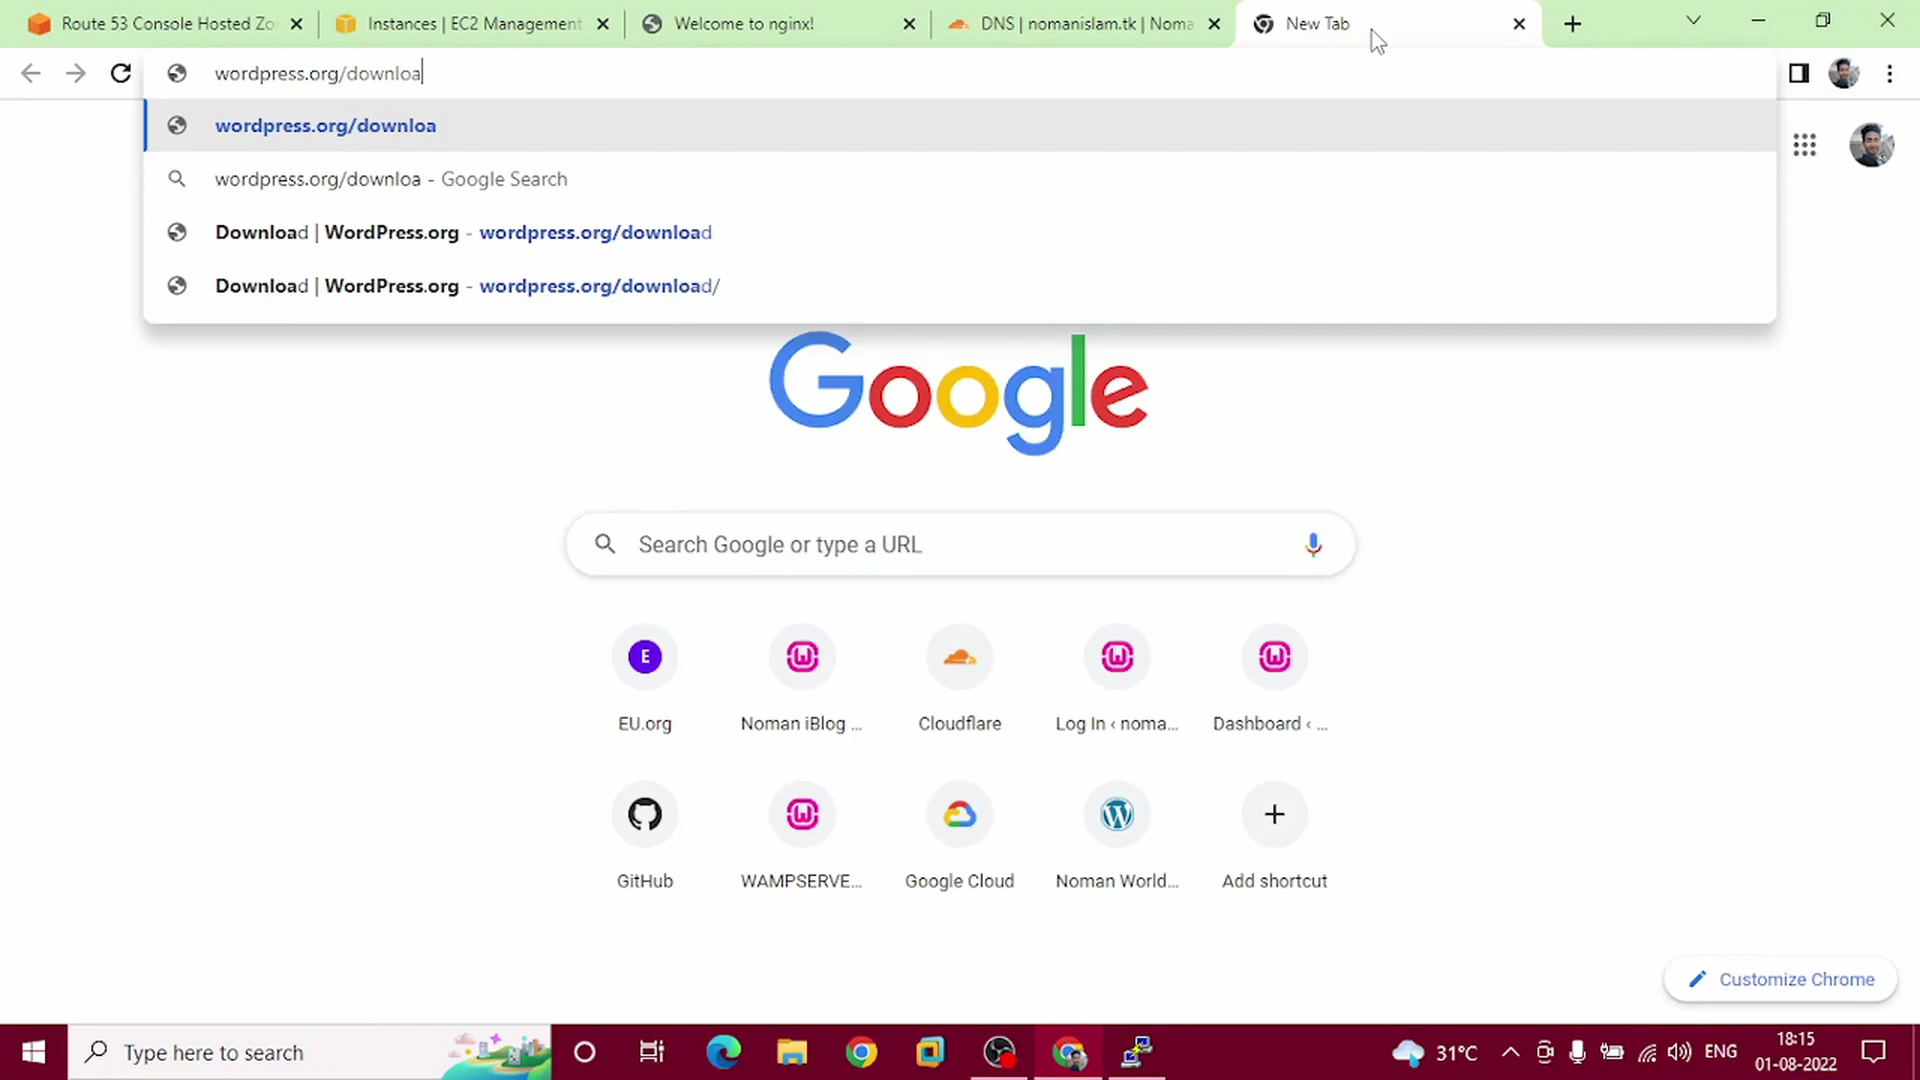 Route 53 Console Hosted Zo
Instances | EC2 Management
Welcome to nginx!
DNS | nomanislam.tk | Noma
New Tab
wordpress.org/downloa
wordpress.org/downloa
wordpress.org/downloa - Google Search
Download | WordPress.org - wordpress.org/download
Download | WordPress.org - wordpress.org/download/
Google
Search Google or type a URL
E
EU.org
Noman iBlog ...
Cloudflare
Log In ‹ noma...
Dashboard ‹ ...
GitHub
WAMPSERVE...
Google Cloud
Noman World...
Add shortcut
Customize Chrome
Type here to search
31°C
ENG
18:15
01-08-2022